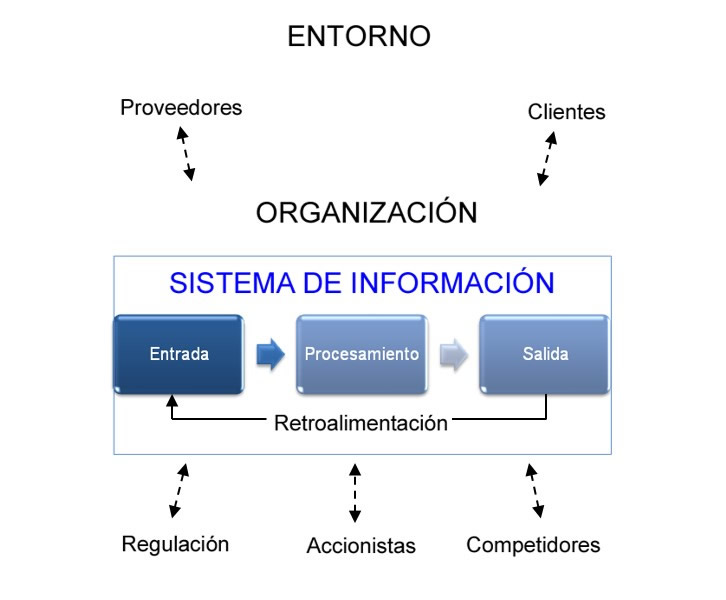 ENTORNO
Proveedores
Clientes
ORGANIZACIÓN
SISTEMA DE INFORMACIÓN
Entrada
Procesamiento
Salida
Retroalimentación
Regulación
Accionistas
Competidores